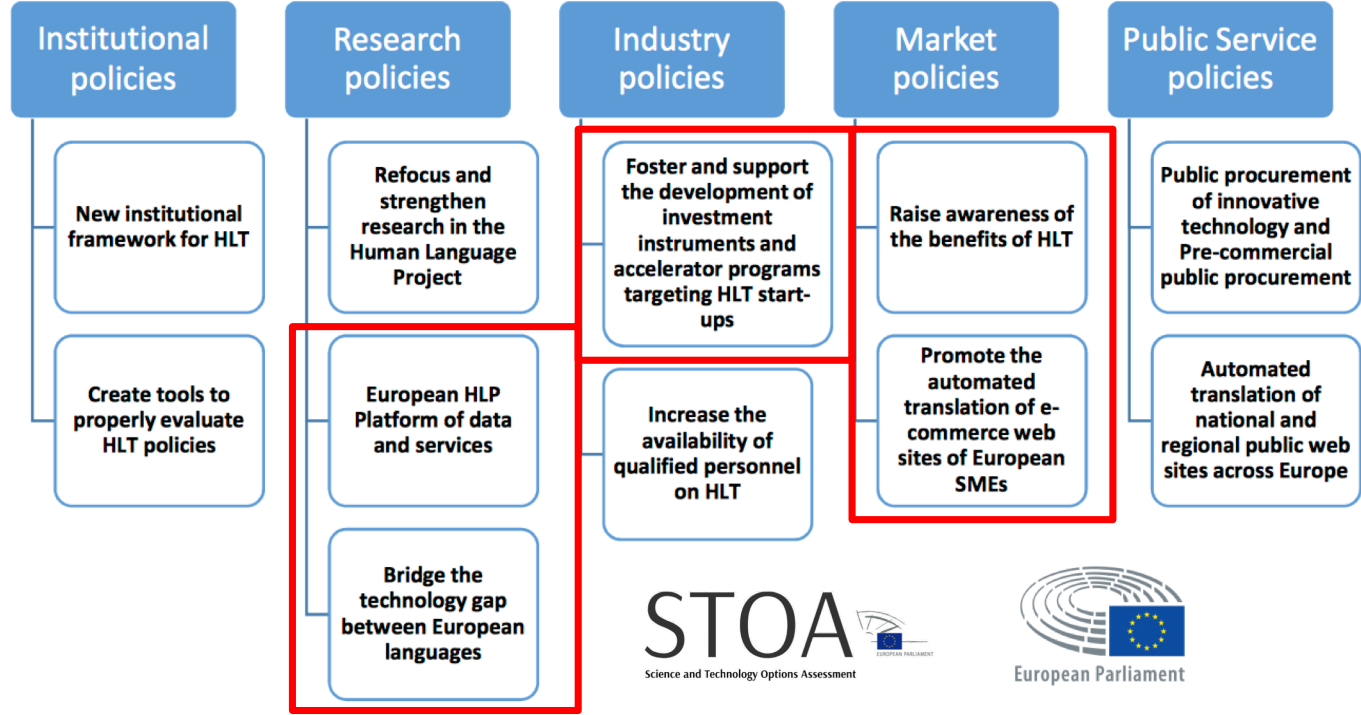 Institutional
policies
New institutional
framework for HLT
Create tools to
properly evaluate
HLT policies
Research
policies
Refocus and
strengthen
research in the
Human Language
Project
European HLP
Platform of data
and services
Bridge the
technology gap
between European
languages
Industry
policies
Foster and support
the development of
investment
instruments and
accelerator programs
targeting HLT start-
ups
Increase the
availability of
qualified personnel
on HLT
Market
policies
Raise awareness of
the benefits of HLT
Promote the
automated
translation of e-
commerce web
sites of European
SMEs
Public Service
policies
Public procurement
of innovative
technology and
Pre-commercial
public procurement
Automated
translation of
national and
regional public web
sites across Europe
STOA
Science and Technology Options Assessment
EUROPEAN PARLIAMENT
European Parliament